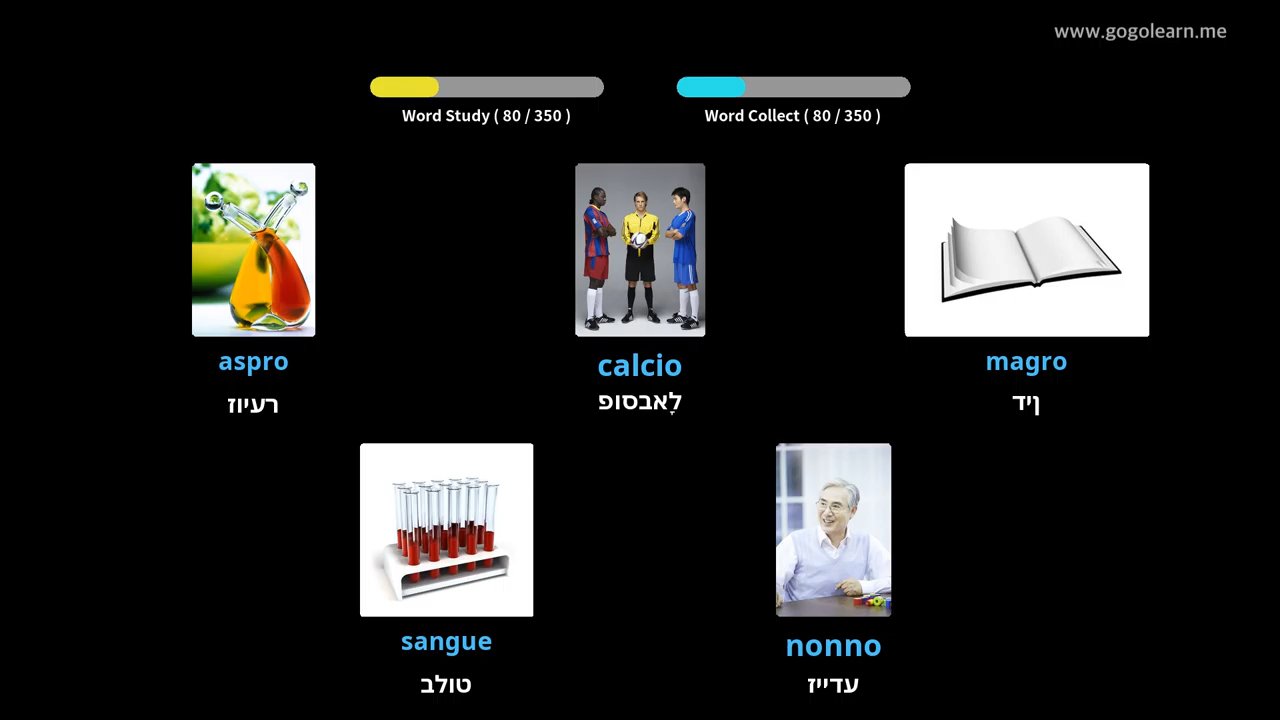 www.gogolearn.me
Word Study ( 80 / 350 )
Word Collect ( 80 / 350 )
aspro
רעיוז
calcio
לָאבסופ
magro
ןיד
sangue
טולב
nonno
עדייז